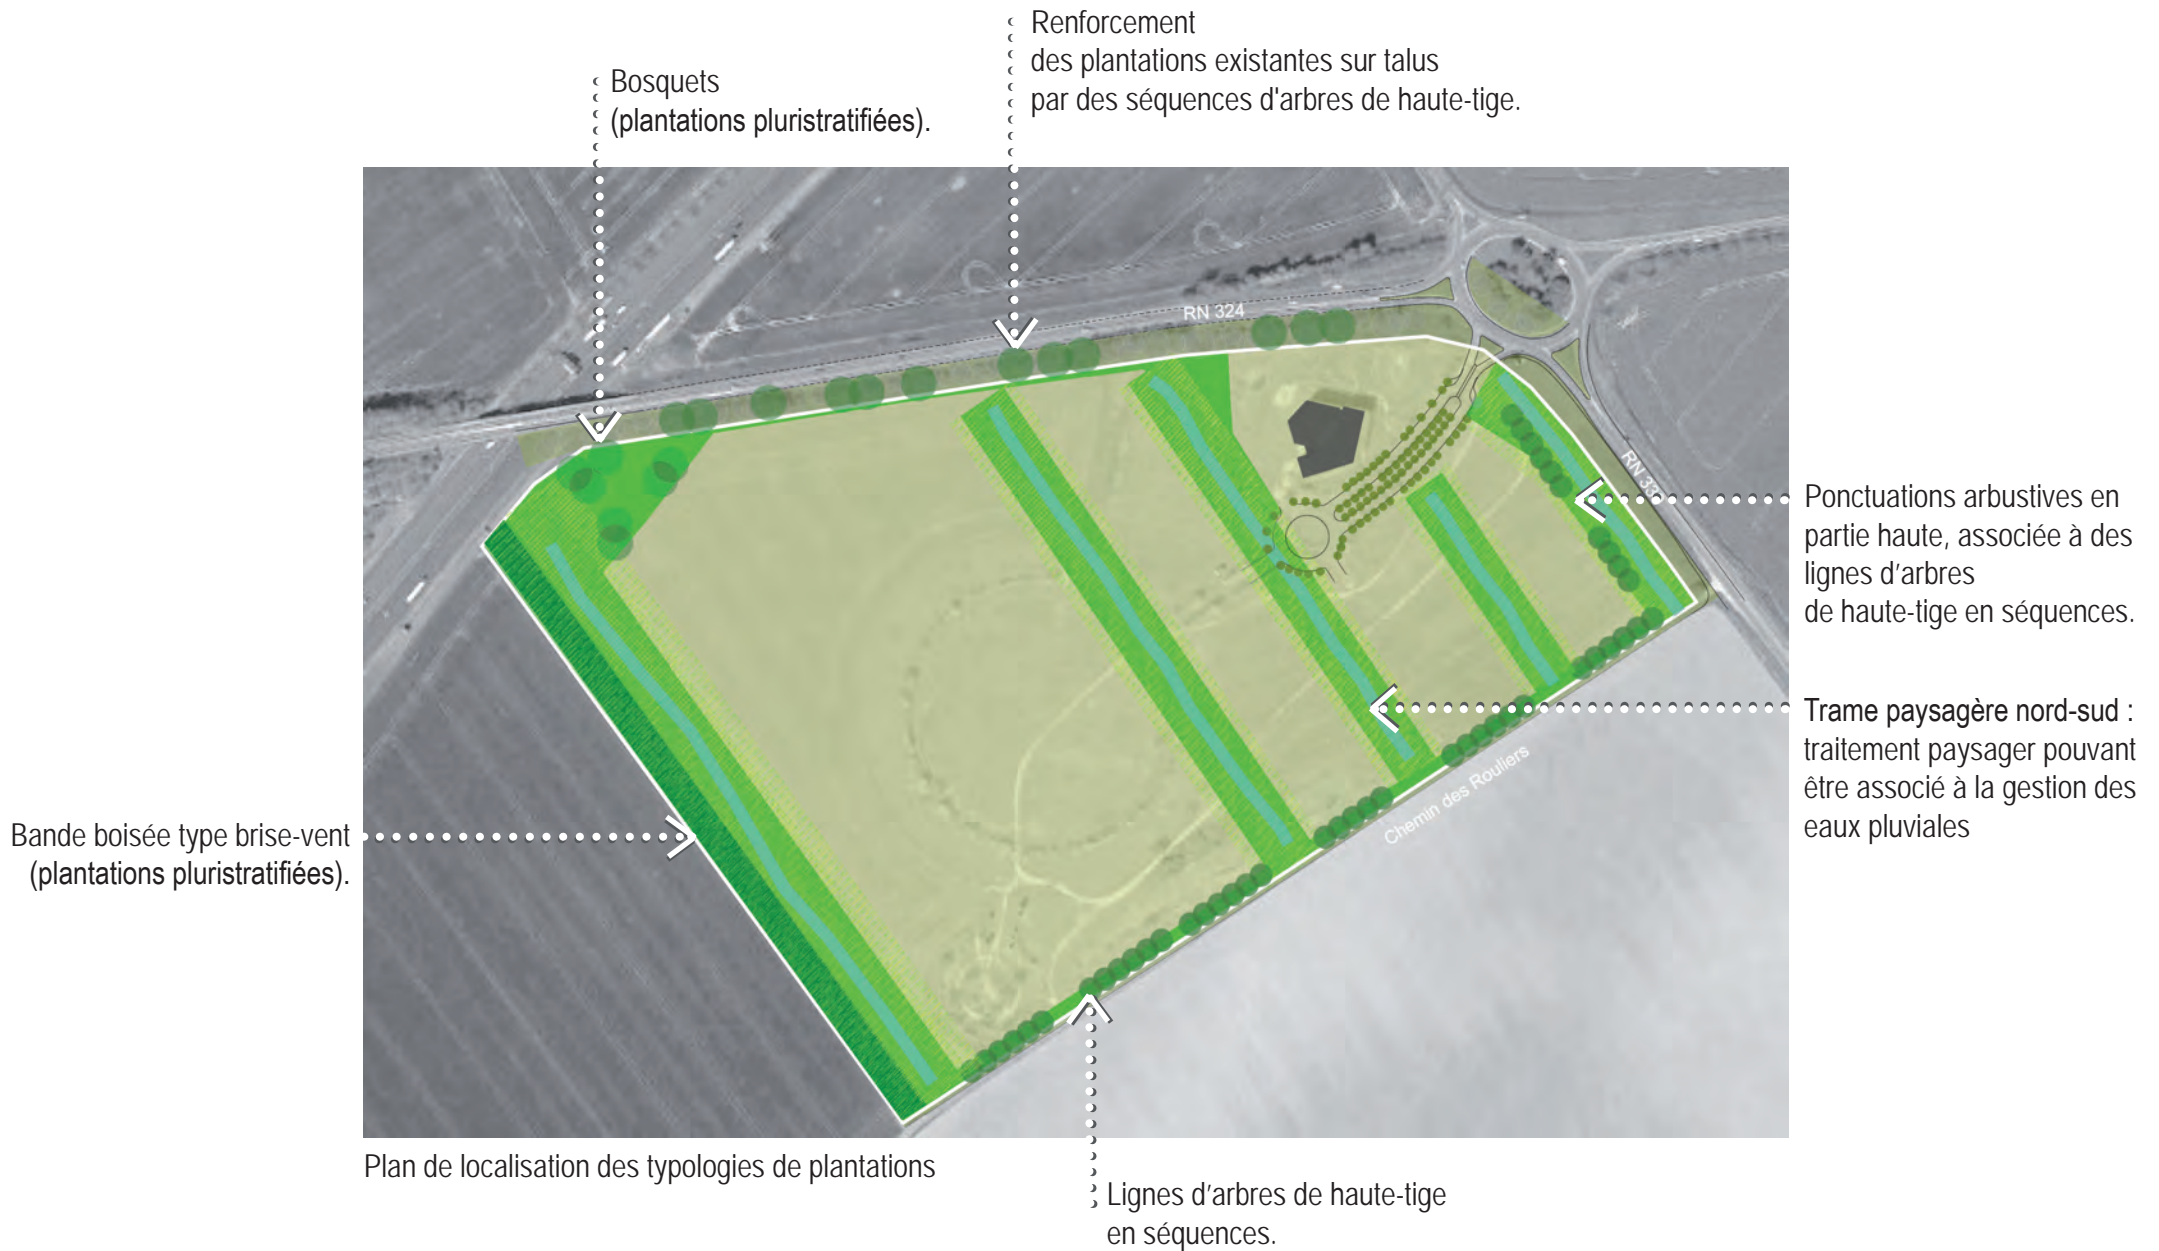 Renforcement
des plantations existantes sur talus
par des séquences d'arbres de haute-tige.
Bosquets
(plantations pluristratifiées).
RN 324
RN 33
Ponctuations arbustives en
partie haute, associée à des
lignes d’arbres
de haute-tige en séquences.
Trame paysagère nord-sud :
traitement paysager pouvant
être associé à la gestion des
eaux pluviales
Chemin des Rouliers
Bande boisée type brise-vent
(plantations pluristratifiées).
Plan de localisation des typologies de plantations
Lignes d’arbres de haute-tige
en séquences.